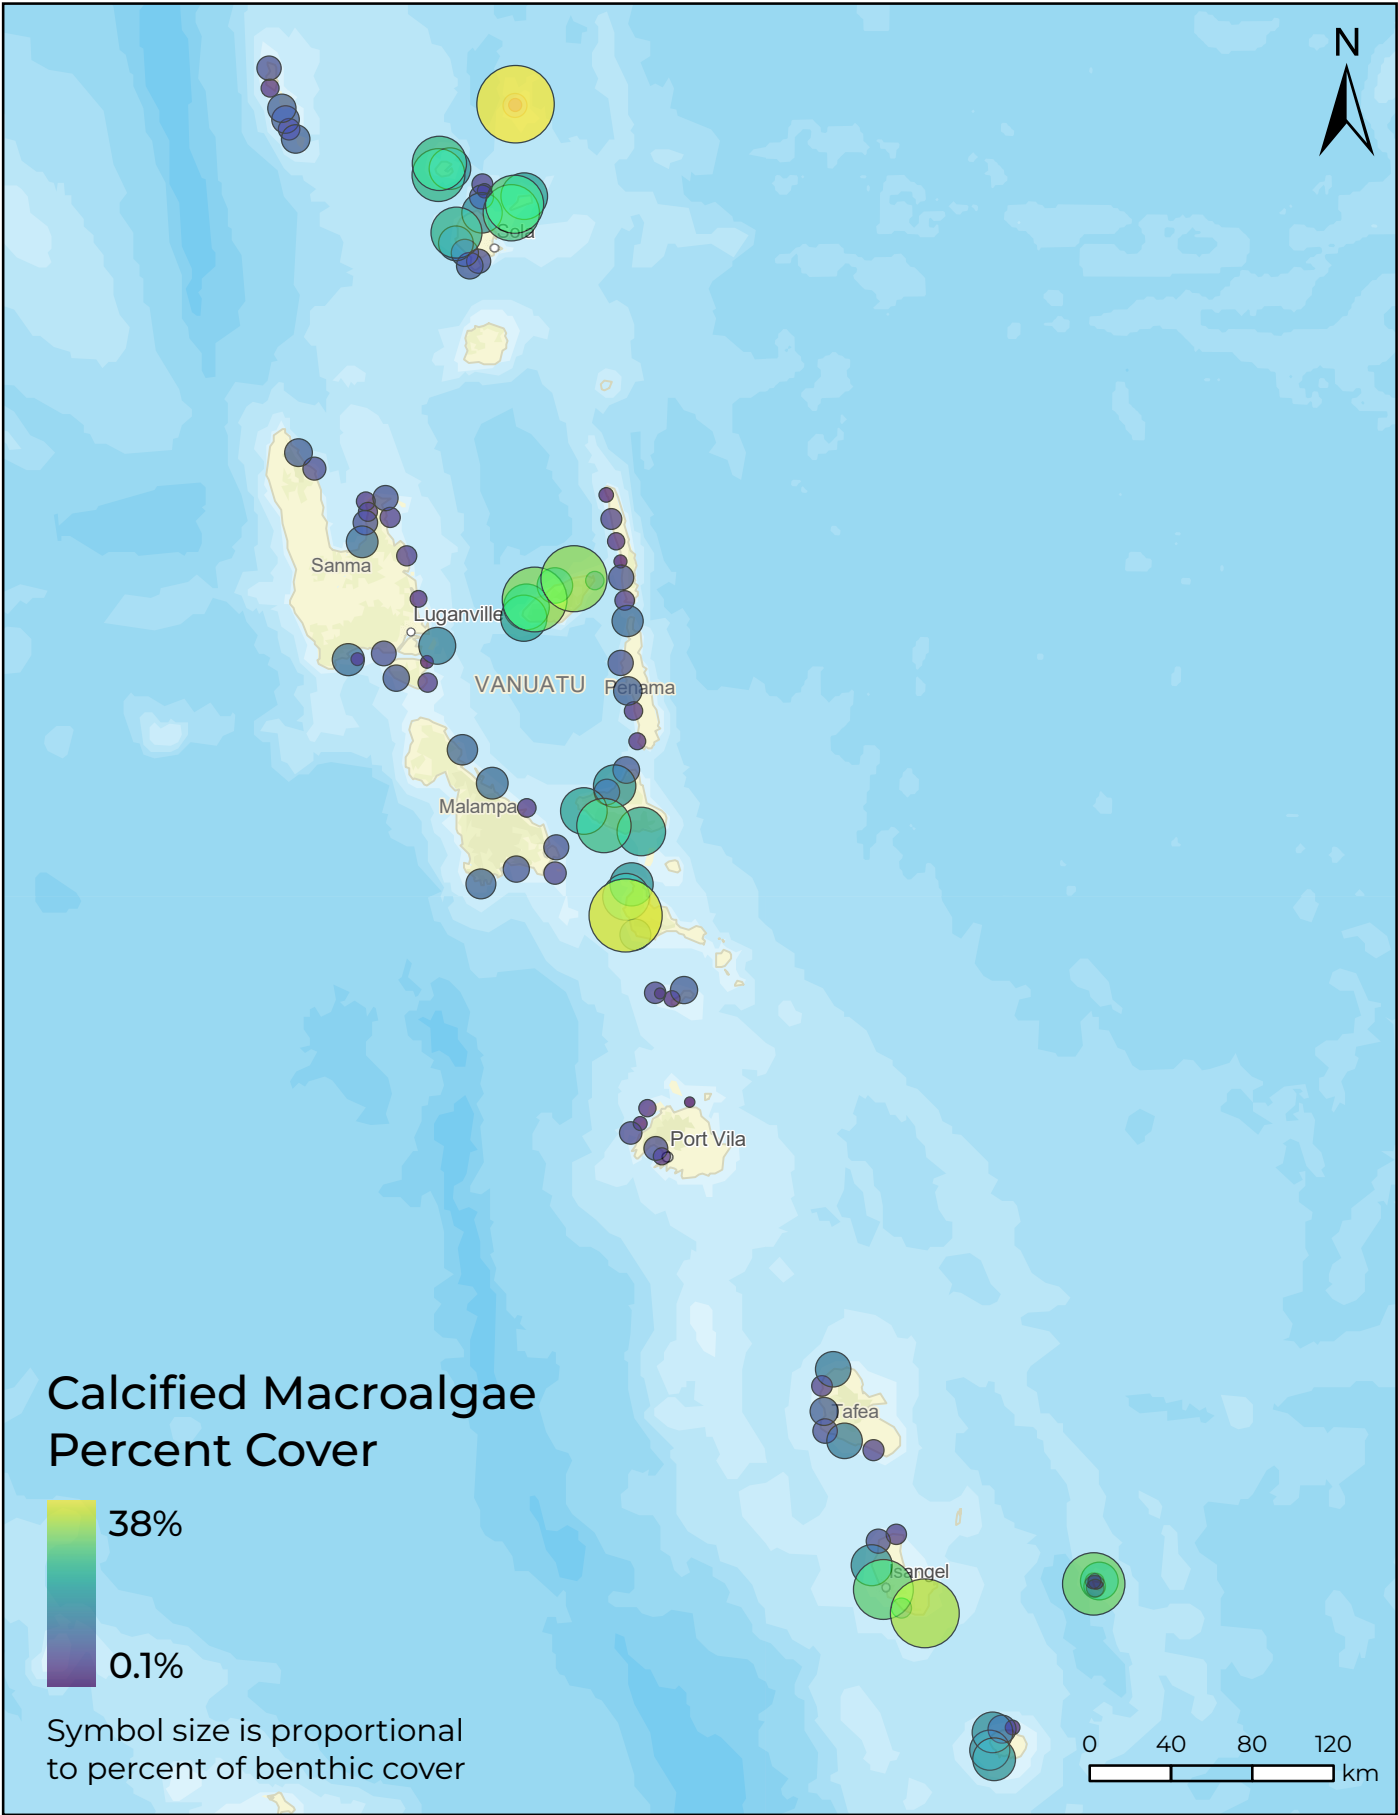 N
Sola
Sanma
Luganville
VANUATU
Penama
Malampa
Port Vila
Tafea
Isangel
Calcified Macroalgae
Percent Cover
38%
0.1%
Symbol size is proportional
to percent of benthic cover
0 40 80 120
km